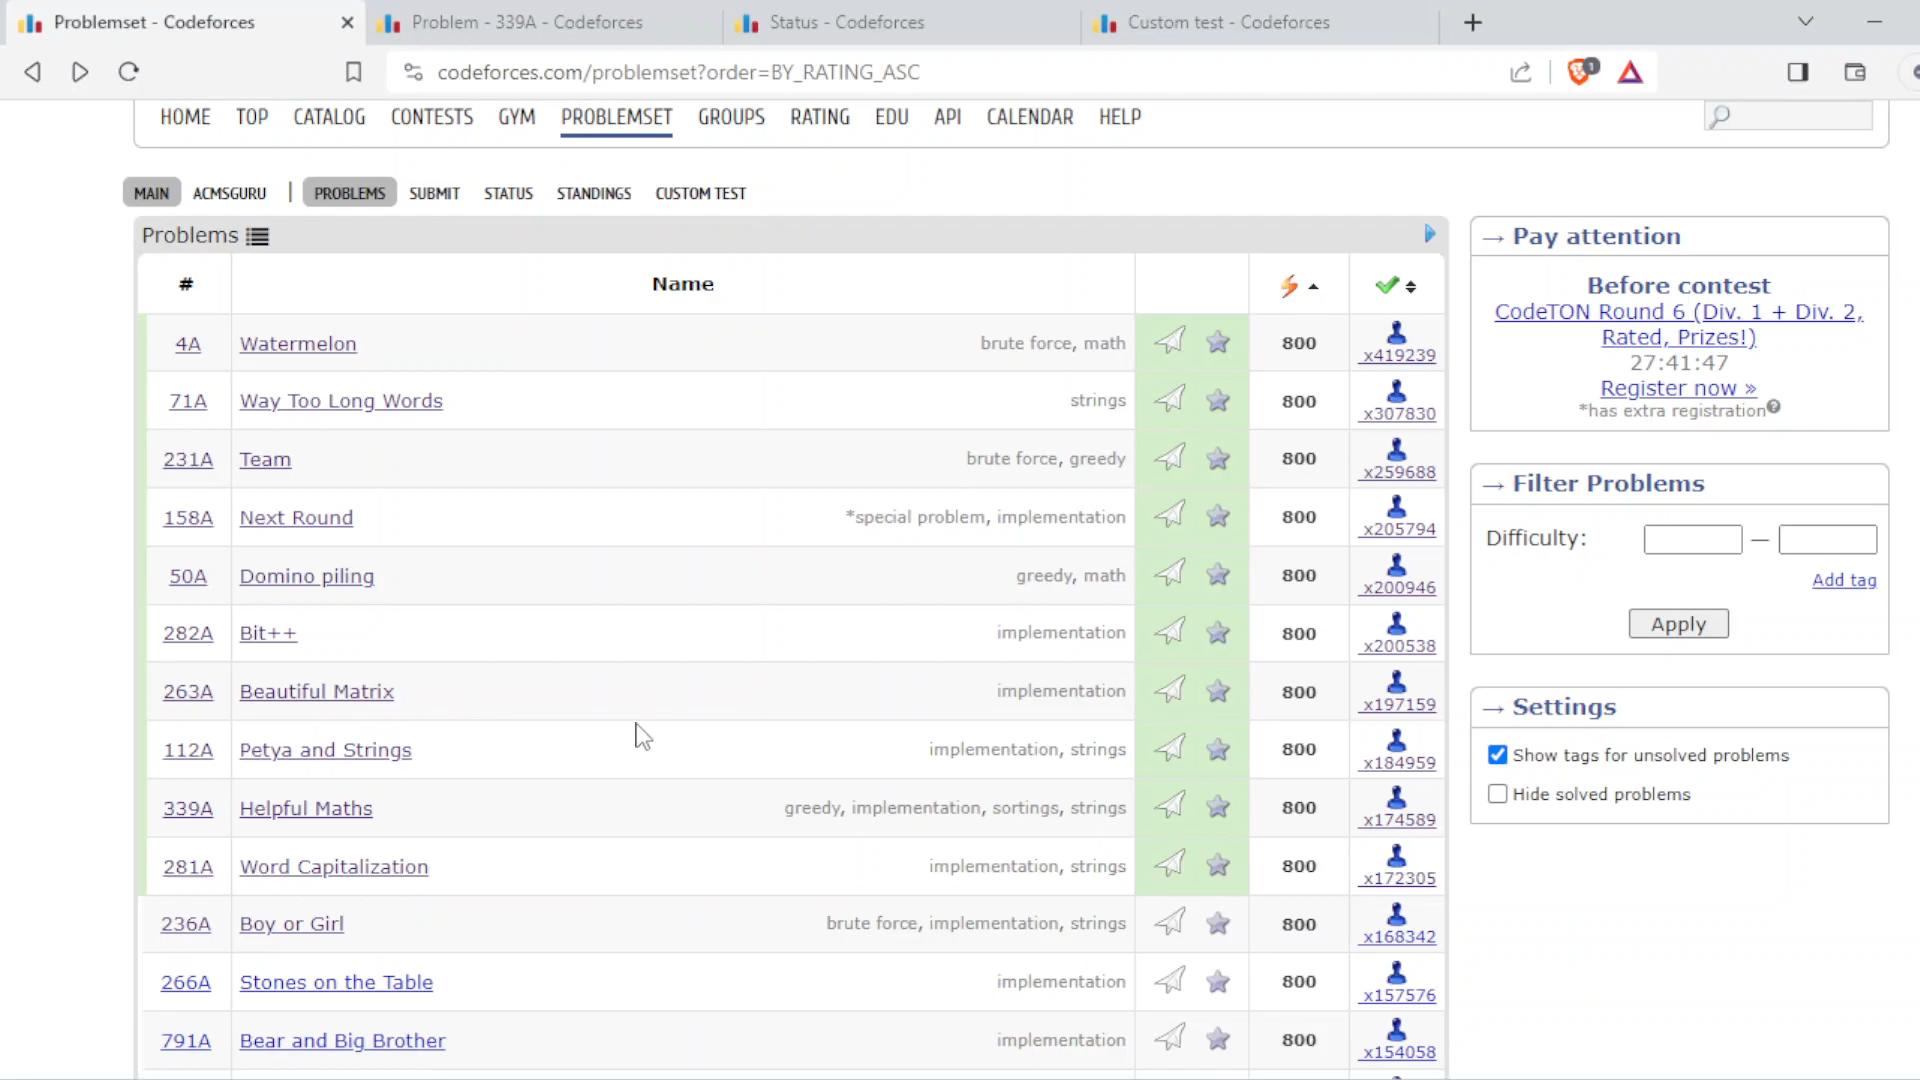 Problemset - Codeforces
Problem - 339A - Codeforces
Status - Codeforces
Custom test - Codeforces
codeforces.com/problemset?order=BY_RATING_ASC
1
HOME TOP CATALOG CONTESTS GYM PROBLEMSET GROUPS RATING EDU API CALENDAR HELP
MAIN ACMSGURU | PROBLEMS SUBMIT STATUS STANDINGS CUSTOM TEST
Problems
# Name
4A Watermelon brute force, math 800 x419239
71A Way Too Long Words strings 800 x307830
231A Team brute force, greedy 800 x259688
158A Next Round *special problem, implementation 800 x205794
50A Domino piling greedy, math 800 x200946
282A Bit++ implementation 800 x200538
263A Beautiful Matrix implementation 800 x197159
112A Petya and Strings implementation, strings 800 x184959
339A Helpful Maths greedy, implementation, sortings, strings 800 x174589
281A Word Capitalization implementation, strings 800 x172305
236A Boy or Girl brute force, implementation, strings 800 x168342
266A Stones on the Table implementation 800 x157576
791A Bear and Big Brother implementation 800 x154058
→ Pay attention
Before contest
CodeTON Round 6 (Div. 1 + Div. 2,
Rated, Prizes!)
27:41:47
Register now »
*has extra registration
→ Filter Problems
Difficulty: —
Add tag
Apply
→ Settings
Show tags for unsolved problems
Hide solved problems